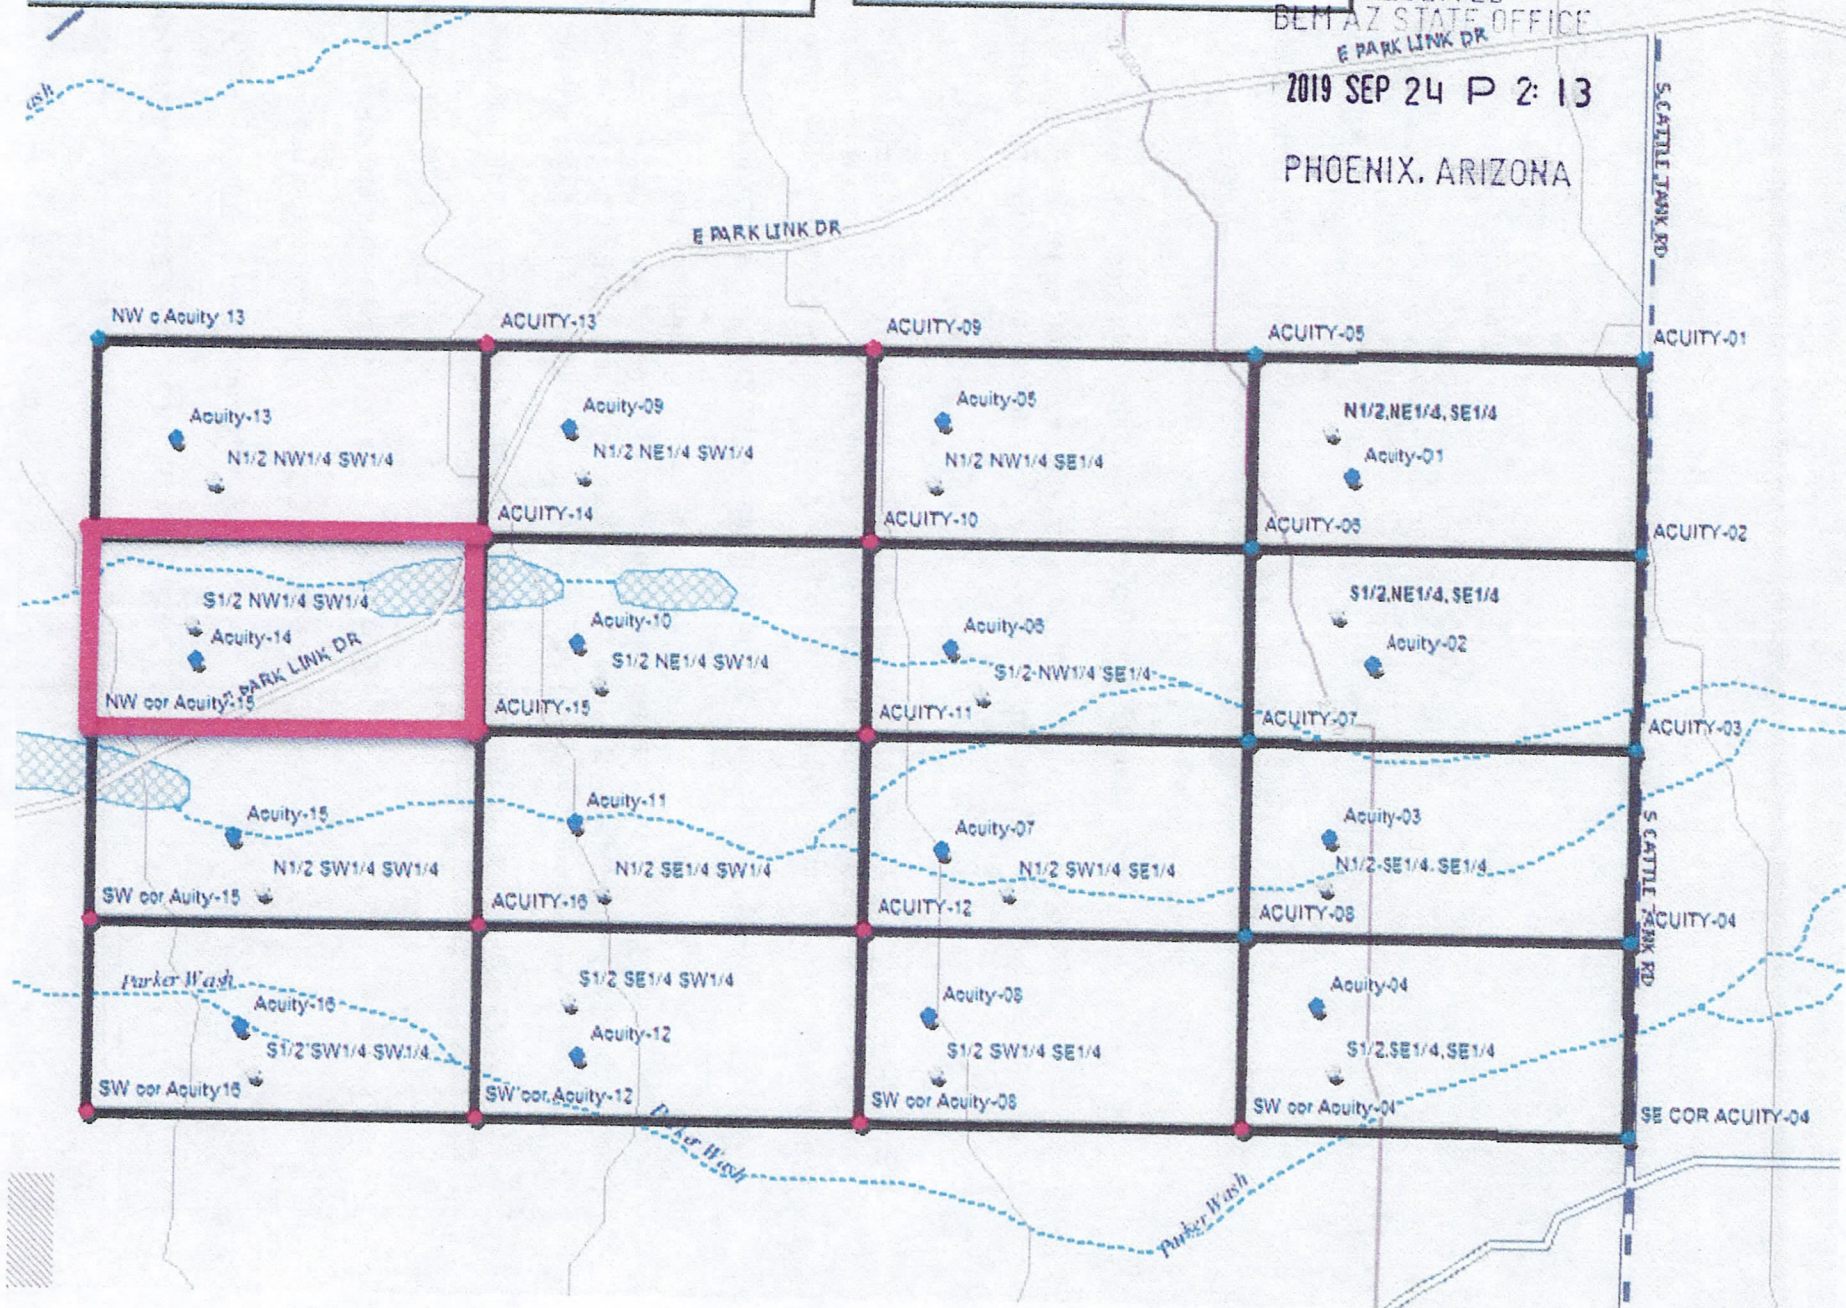 BLM AZ STATE OFFICE
E PARK LINK DR
ash
2019 SEP 24 P 2: 13
S CATTLE TANK RD
PHOENIX, ARIZONA
E PARK LINK DR
NW c Acuity 13
ACUITY-13
ACUITY-09
ACUITY-05
ACUITY-01
Acuity-13
N1/2 NW1/4 SW1/4
Acuity-09
N1/2 NE1/4 SW1/4
Acuity-05
N1/2 NW1/4 SE1/4
N1/2,NE1/4,SE1/4
Acuity-01
ACUITY-14
ACUITY-10
ACUITY-06
ACUITY-02
S1/2 NW1/4 SW1/4
Acuity-14
E PARK LINK DR
Acuity-10
S1/2 NE1/4 SW1/4
Acuity-06
S1/2 NW1/4 SE1/4
S1/2,NE1/4,SE1/4
Acuity-02
NW cor Acuity-15
ACUITY-15
ACUITY-11
ACUITY-07
ACUITY-03
Acuity-15
N1/2 SW1/4 SW1/4
Acuity-11
N1/2 SE1/4 SW1/4
Acuity-07
N1/2 SW1/4 SE1/4
Acuity-03
N1/2-SE1/4,SE1/4
S CATTLE TANK RD
SW cor Auity-15
ACUITY-16
ACUITY-12
ACUITY-08
ACUITY-04
Parker Wash
Acuity-16
S1/2 SW1/4 SW1/4
S1/2 SE1/4 SW1/4
Acuity-12
Acuity-08
S1/2 SW1/4 SE1/4
Acuity-04
S1/2,SE1/4,SE1/4
SW cor Acuity16
SW cor Acuity-12
SW cor Acuity-08
SW cor Acuity-04
SE COR ACUITY-04
Parker Wash
Parker Wash